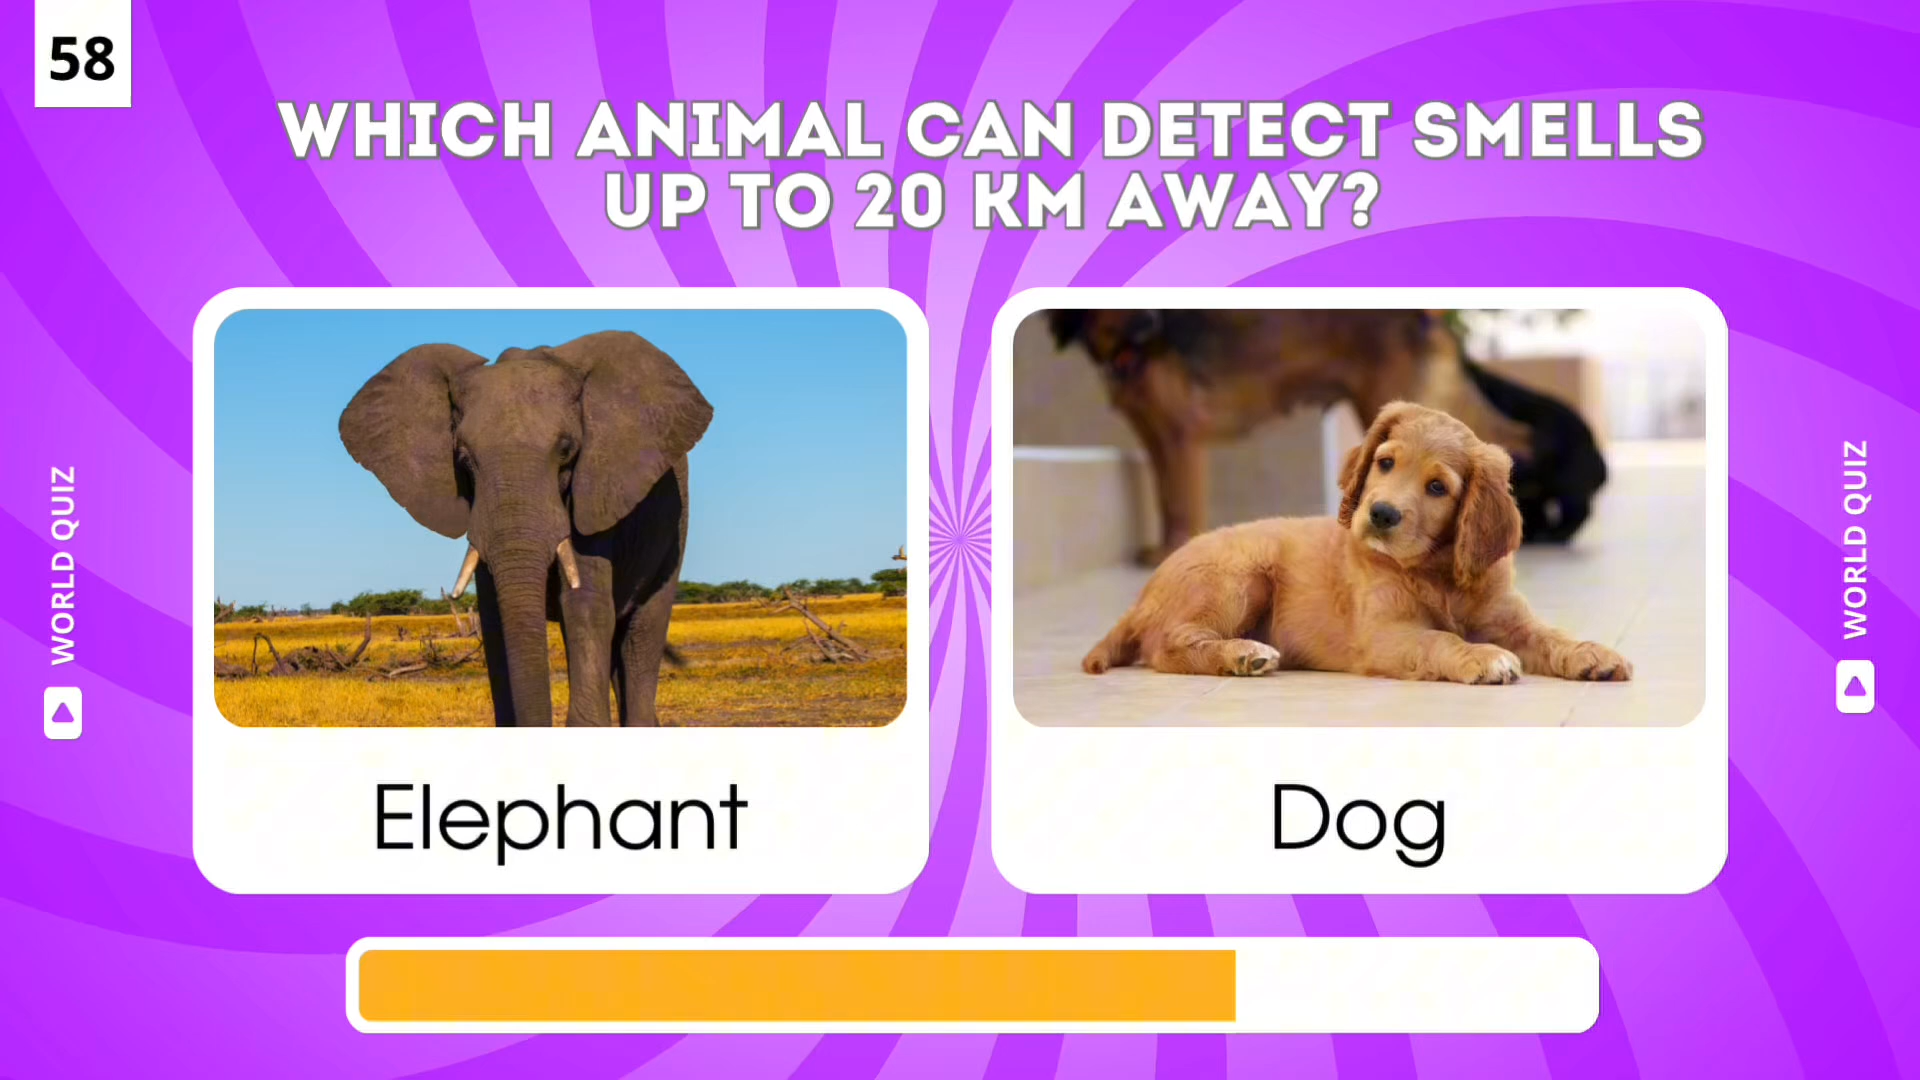 58
WHICH ANIMAL CAN DETECT SMELLS
UP TO 20 KM AWAY?
WORLD QUIZ
WORLD QUIZ
Elephant
Dog